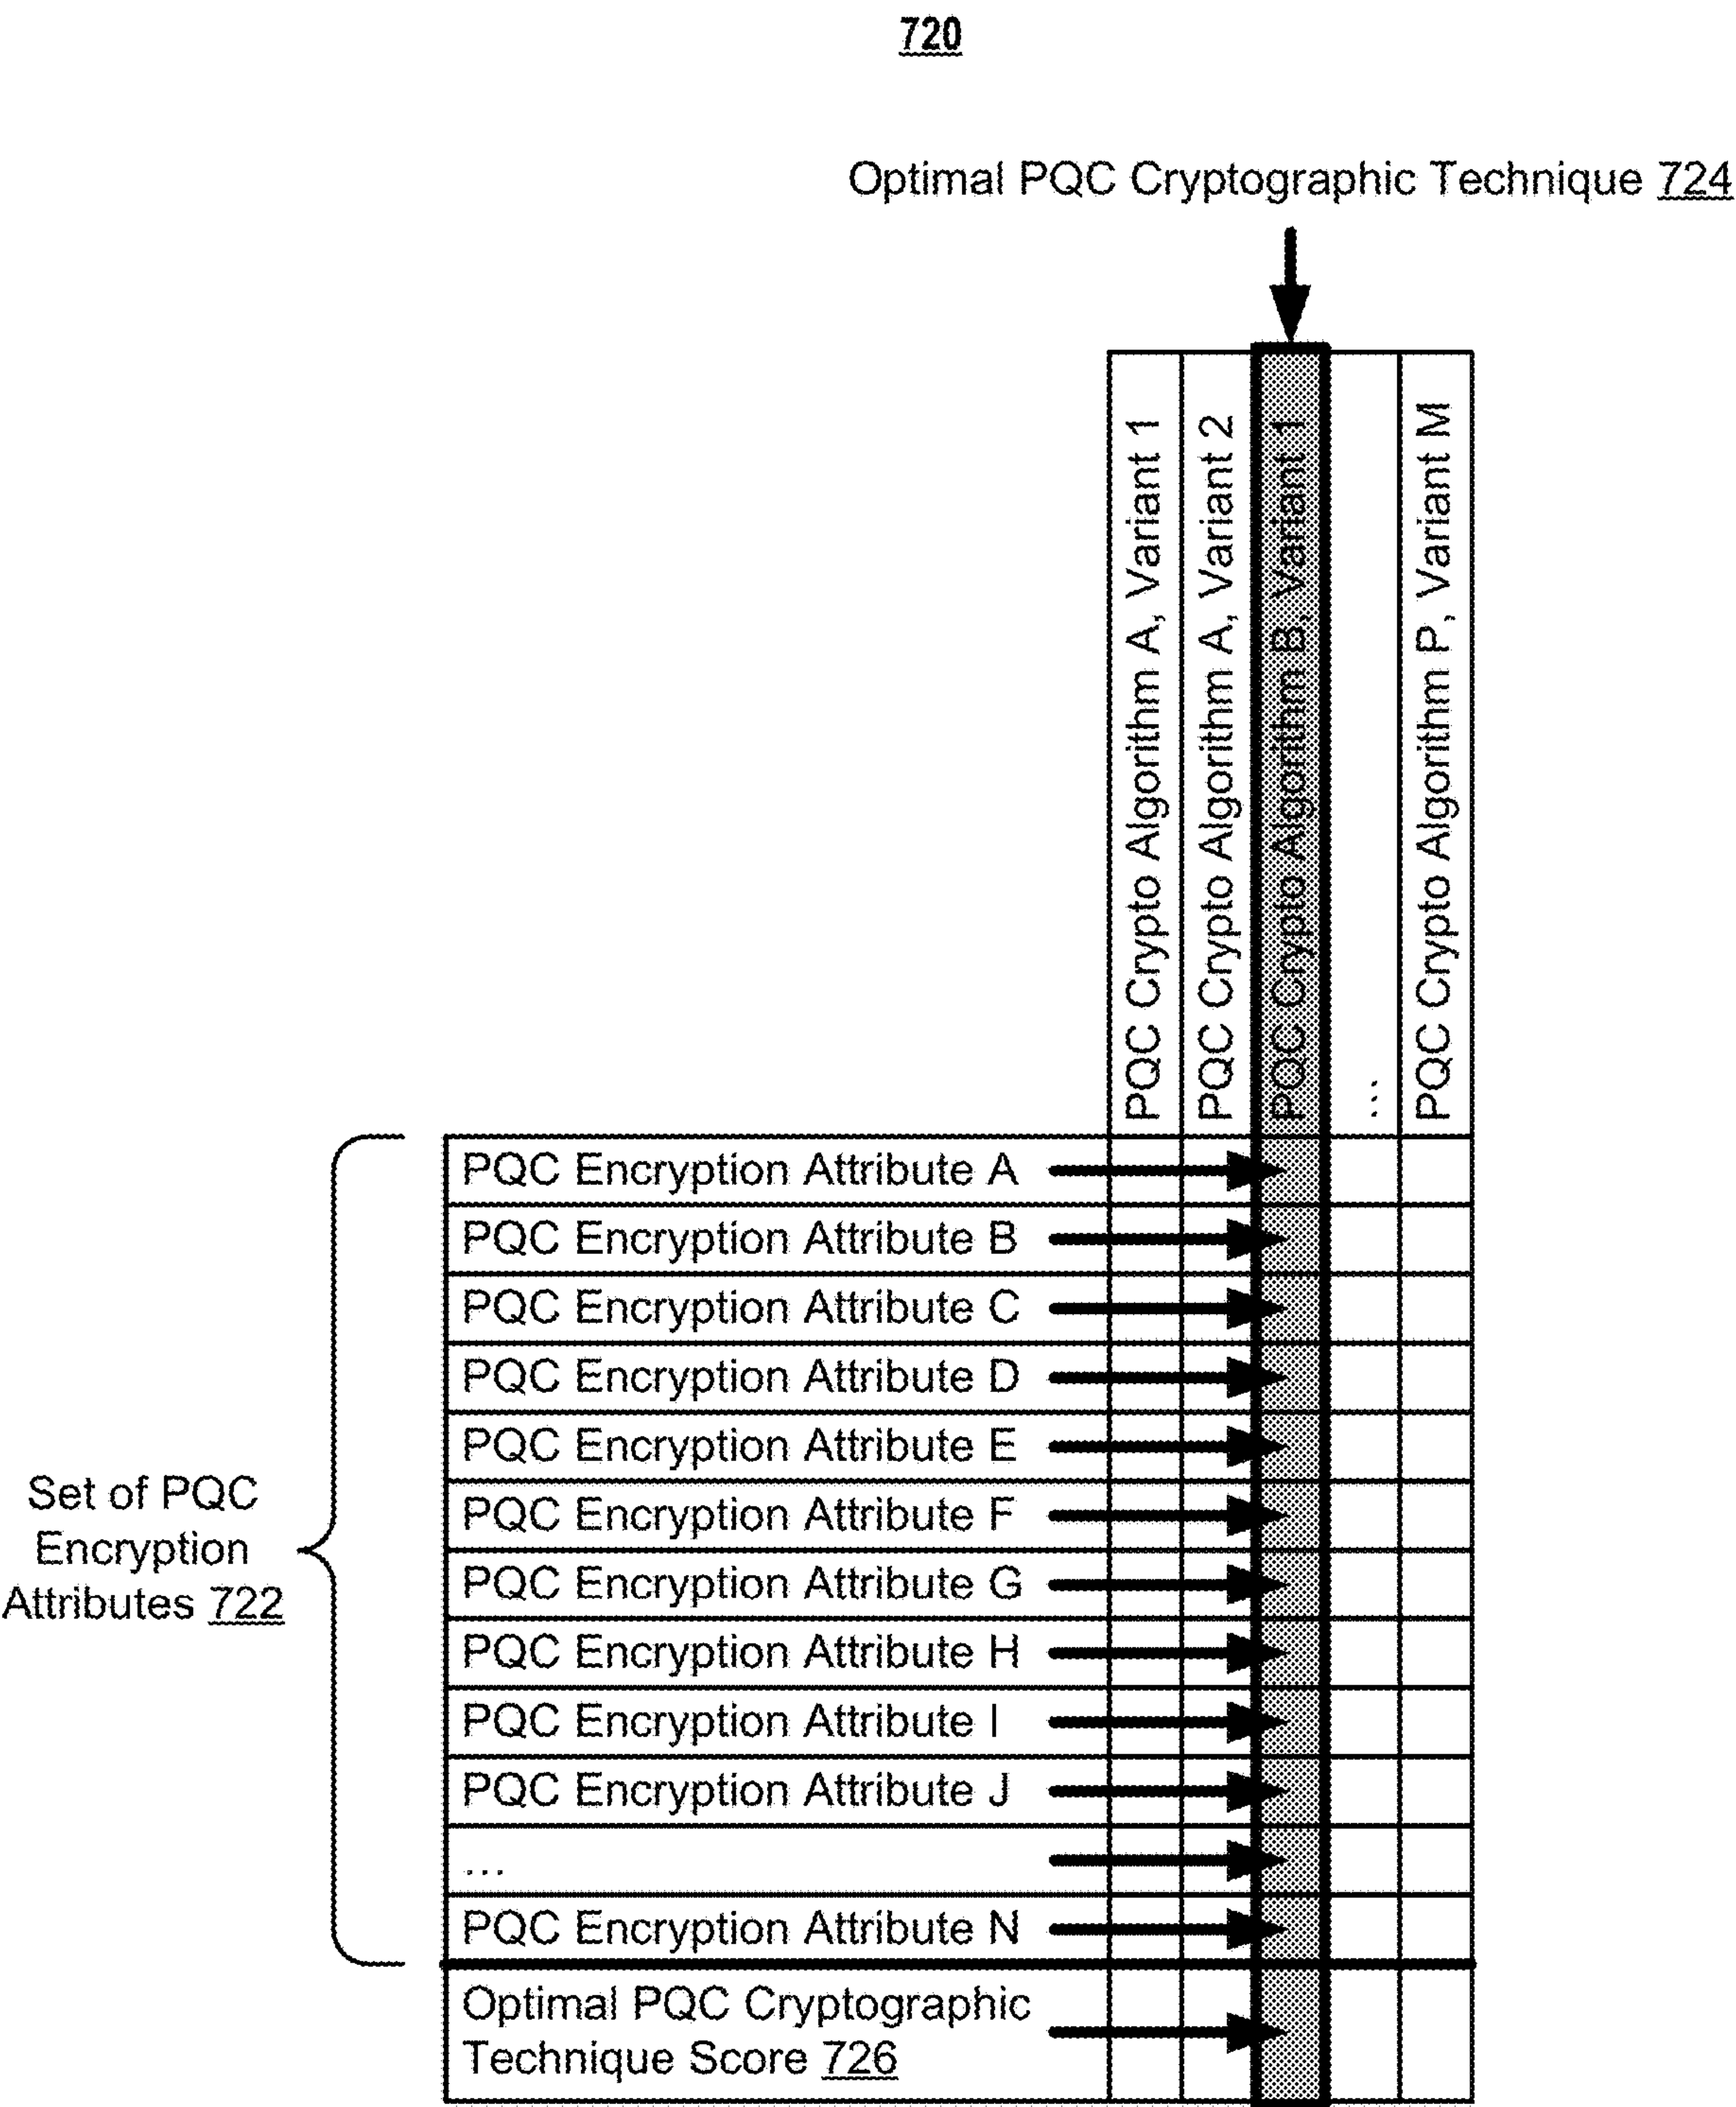 720
Optimal PQC Cryptographic Technique 724
PQC Crypto Algorithm A, Variant 1
PQC Crypto Algorithm A, Variant 2
PQC Crypto Algorithm B, Variant 1
...
PQC Crypto Algorithm P, Variant M
Set of PQC
Encryption
Attributes 722
PQC Encryption Attribute A
PQC Encryption Attribute B
PQC Encryption Attribute C
PQC Encryption Attribute D
PQC Encryption Attribute E
PQC Encryption Attribute F
PQC Encryption Attribute G
PQC Encryption Attribute H
PQC Encryption Attribute I
PQC Encryption Attribute J
...
PQC Encryption Attribute N
Optimal PQC Cryptographic
Technique Score 726